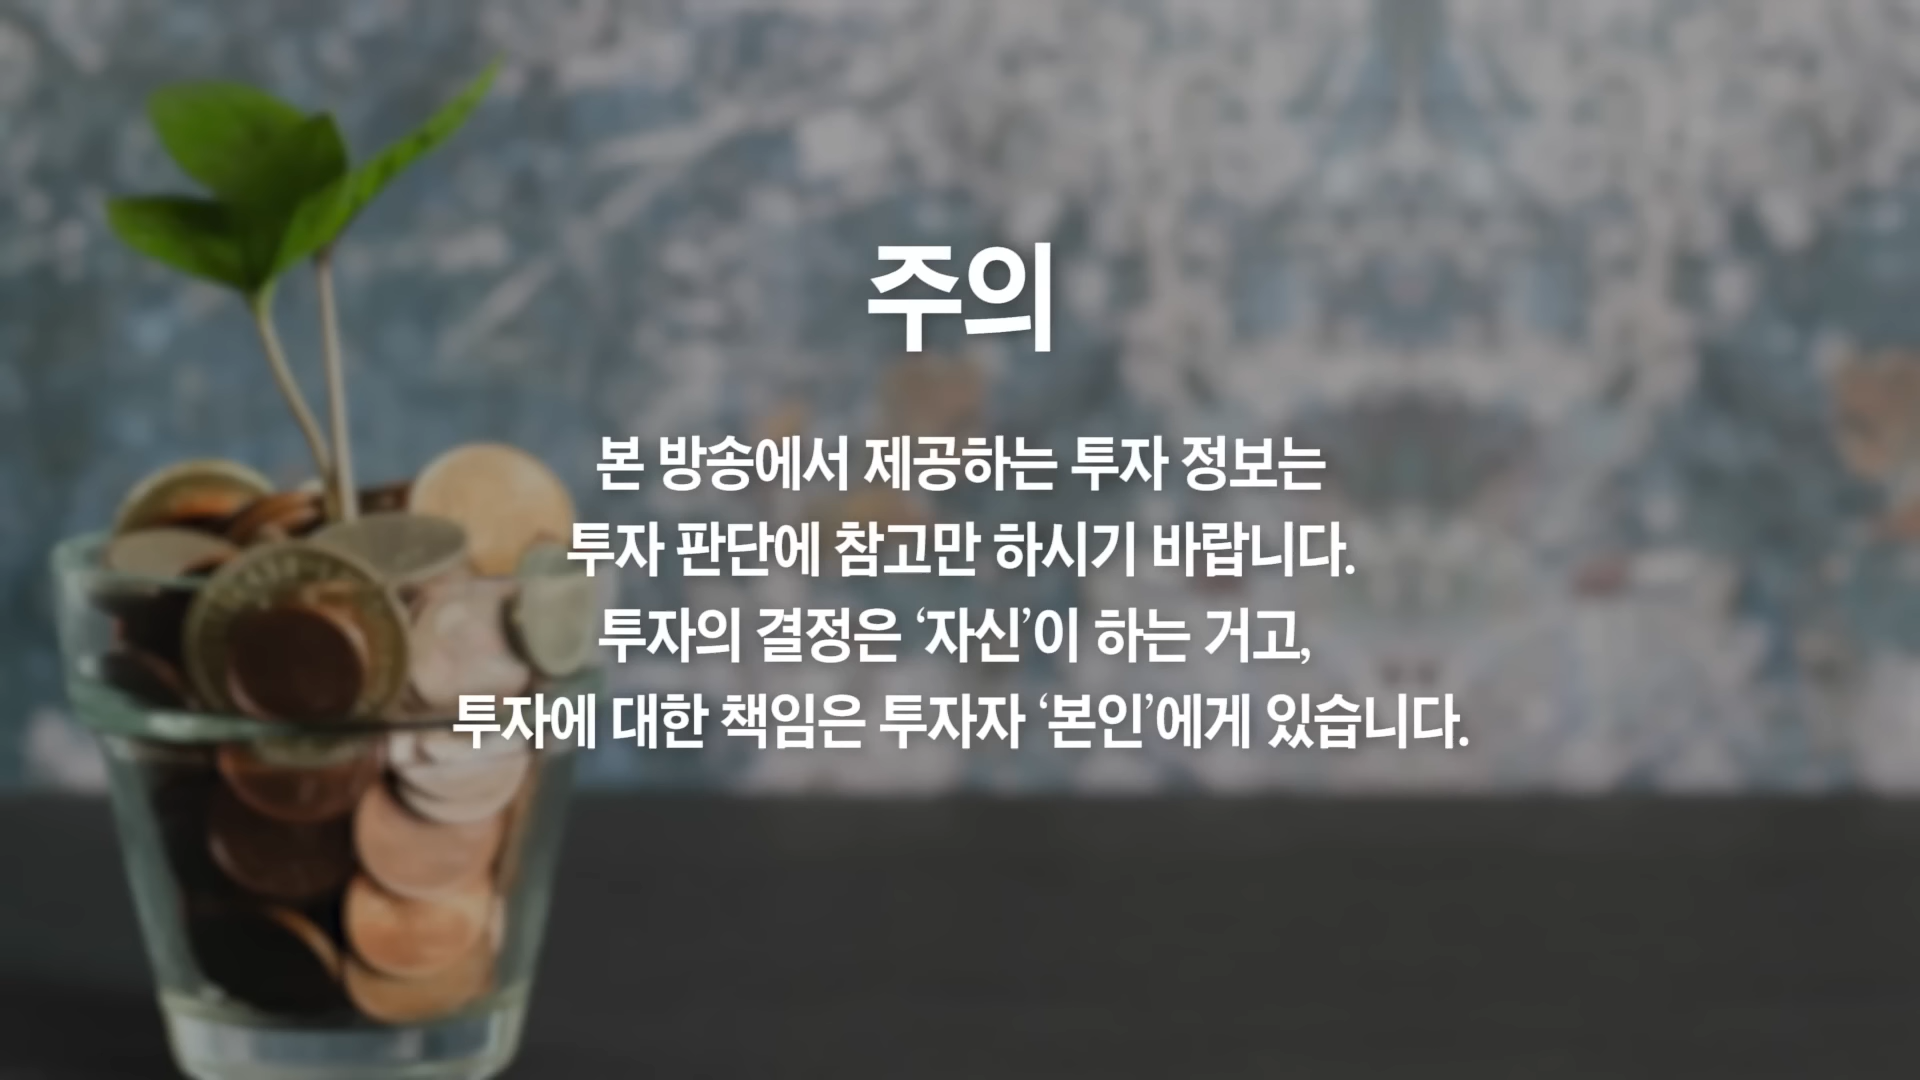 주의
본 방송에서 제공하는 투자 정보는
투자 판단에 참고만 하시기 바랍니다.
투자의 결정은 ‘자신’이 하는 거고,
투자에 대한 책임은 투자자 ‘본인’에게 있습니다.